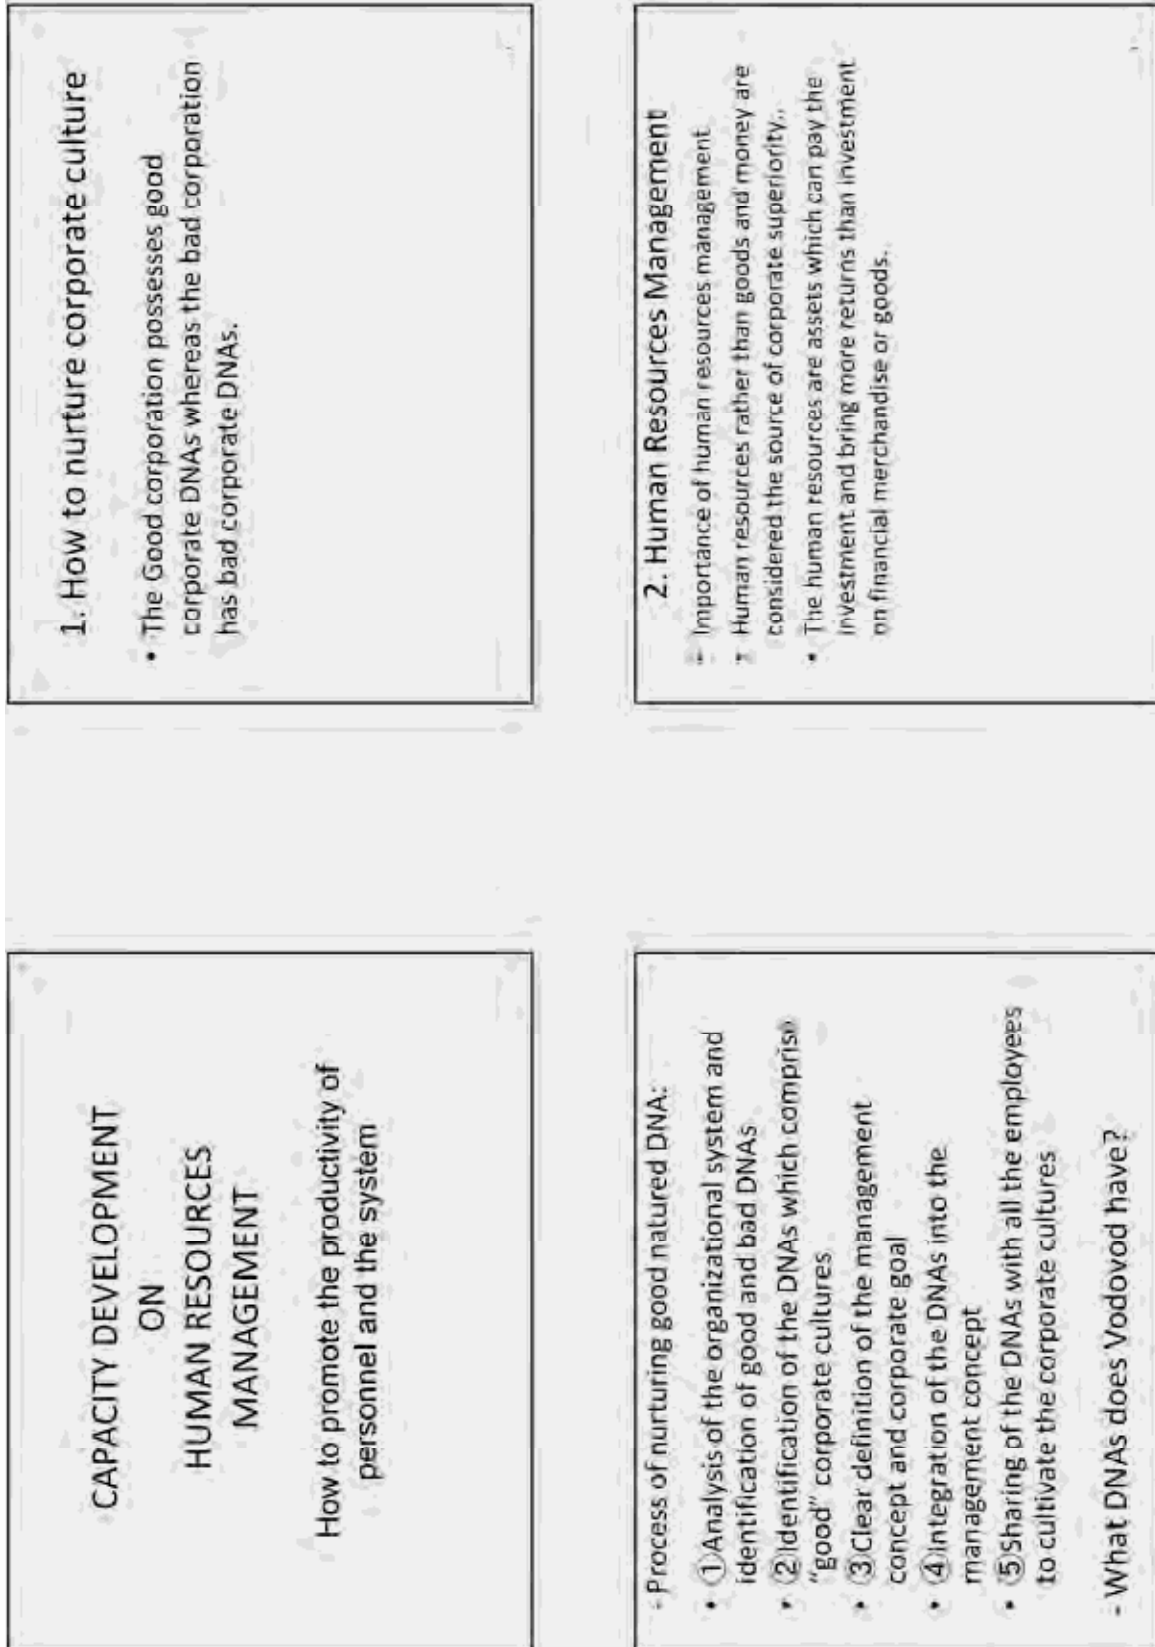 CAPACITY DEVELOPMENT
ON
HUMAN RESOURCES
MANAGEMENT
How to promote the productivity of
personnel and the system
1. How to nurture corporate culture
• The Good corporation possesses good
corporate DNAs whereas the bad corporation
has bad corporate DNAs.
- Process of nurturing good natured DNA:
• ①Analysis of the organizational system and
identification of good and bad DNAs
• ②Identification of the DNAs which comprise
"good" corporate cultures
• ③Clear definition of the management
concept and corporate goal
• ④Integration of the DNAs into the
management concept
• ⑤Sharing of the DNAs with all the employees
to cultivate the corporate cultures
- What DNAs does Vodovod have?
2. Human Resources Management
- Importance of human resources management
• Human resources rather than goods and money are
considered the source of corporate superiority..
• The human resources are assets which can pay the
investment and bring more returns than investment
on financial merchandise or goods.